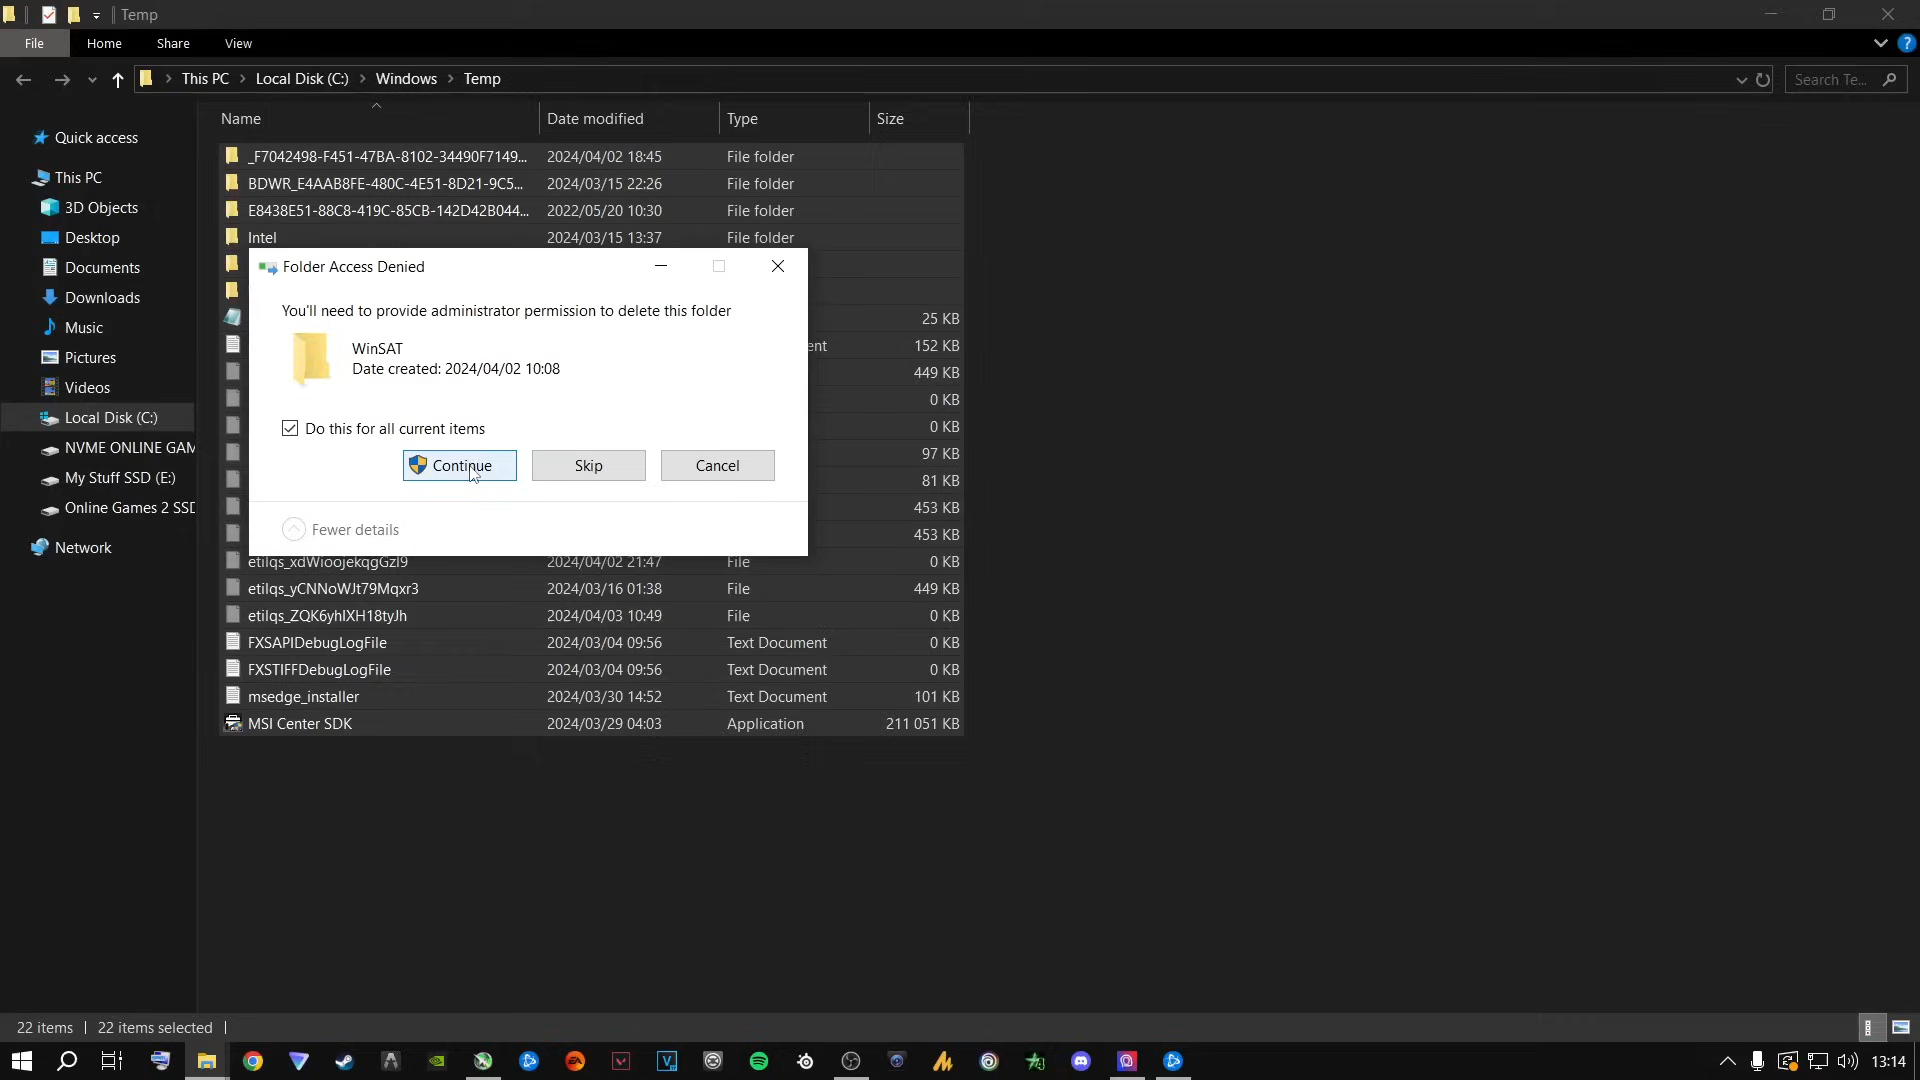 Temp
File Home Share View
This PC Local Disk (C:) Windows Temp Search Te...
Name Date modified Type Size
Quick access
This PC
3D Objects
Desktop
Documents
Downloads
Music
Pictures
Videos
Local Disk (C:)
NVME ONLINE GAM
My Stuff SSD (E:)
Online Games 2 SSD
Network
_F7042498-F451-47BA-8102-34490F7149... 2024/04/02 18:45 File folder
BDWR_E4AAB8FE-480C-4E51-8D21-9C5... 2024/03/15 22:26 File folder
E8438E51-88C8-419C-85CB-142D42B044... 2022/05/20 10:30 File folder
Intel 2024/03/15 13:37 File folder
Folder Access Denied
You'll need to provide administrator permission to delete this folder
WinSAT
Date created: 2024/04/02 10:08
Do this for all current items
Continue Skip Cancel
Fewer details
25 KB
ent 152 KB
449 KB
0 KB
0 KB
97 KB
81 KB
453 KB
453 KB
etilqs_xdWioojekqgGzI9 2024/04/02 21:47 File 0 KB
etilqs_yCNNoWJt79Mqxr3 2024/03/16 01:38 File 449 KB
etilqs_ZQK6yhIXH18tyJh 2024/04/03 10:49 File 0 KB
FXSAPIDebugLogFile 2024/03/04 09:56 Text Document 0 KB
FXSTIFFDebugLogFile 2024/03/04 09:56 Text Document 0 KB
msedge_installer 2024/03/30 14:52 Text Document 101 KB
MSI Center SDK 2024/03/29 04:03 Application 211 051 KB
22 items 22 items selected
13:14